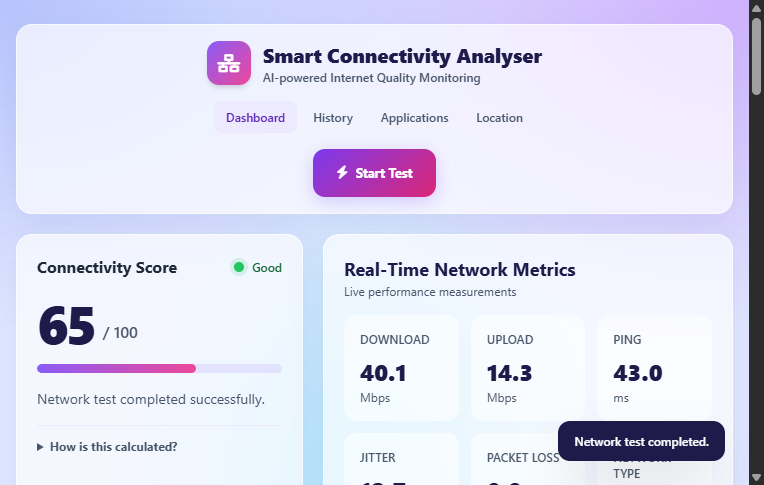 Smart Connectivity Analyser
AI-powered Internet Quality Monitoring
Dashboard History Applications Location
Start Test
Connectivity Score
Good
65 / 100
Network test completed successfully.
How is this calculated?
Real-Time Network Metrics
Live performance measurements
DOWNLOAD
40.1
Mbps
UPLOAD
14.3
Mbps
PING
43.0
ms
JITTER
PACKET LOSS
TYPE
Network test completed.